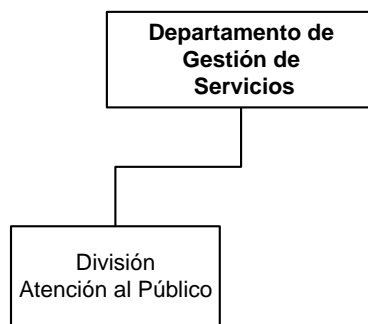 Departamento de
Gestión de
Servicios
División
Atención al Público